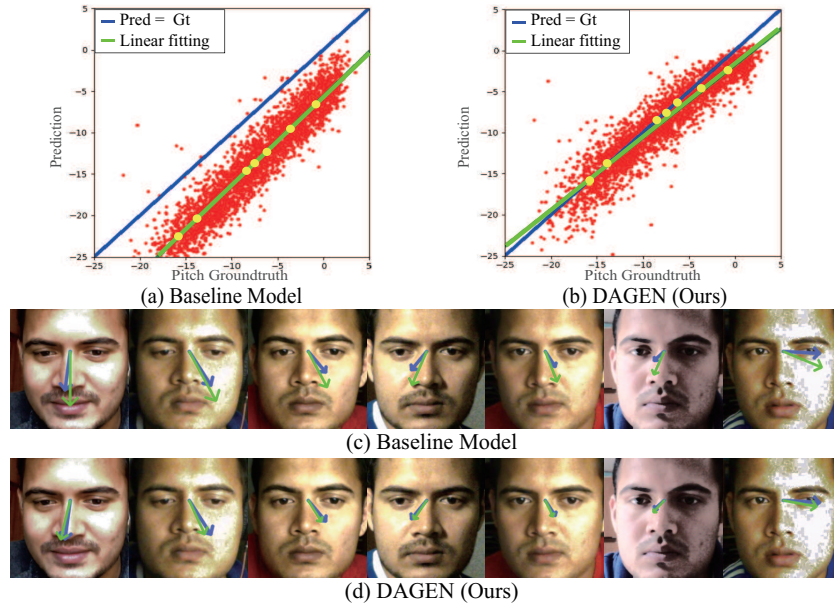 5
0
−5
−10
−15
−20
−25
−25 −20 −15 −10 −5 0 5
Prediction
Pred = Gt
Linear fitting
Pitch Groundtruth
(a) Baseline Model
5
0
−5
−10
−15
−20
−25
−25 −20 −15 −10 −5 0 5
Prediction
Pred = Gt
Linear fitting
Pitch Groundtruth
(b) DAGEN (Ours)
(c) Baseline Model
(d) DAGEN (Ours)